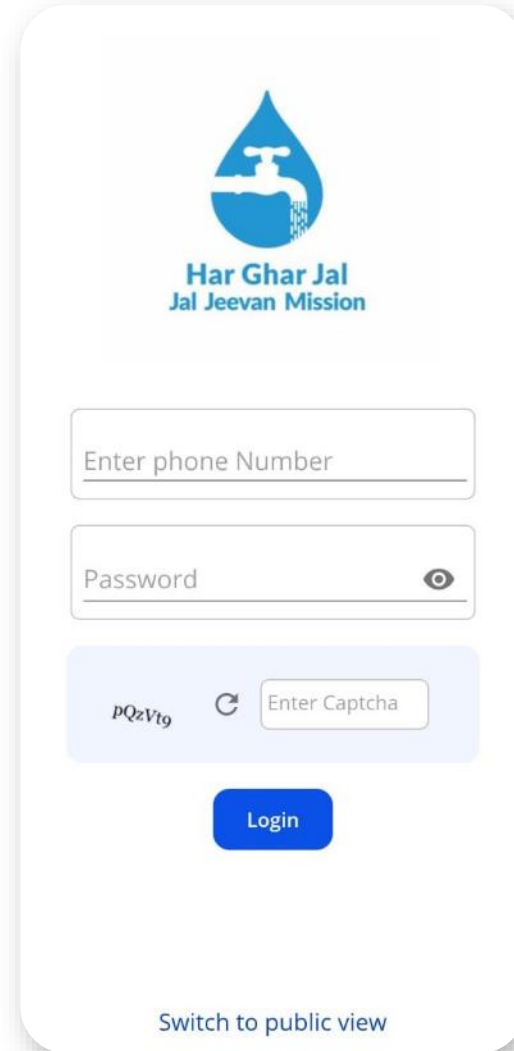 Har Ghar Jal
Jal Jeevan Mission
Enter phone Number
Password
pQzVt9 Enter Captcha
Login
Switch to public view